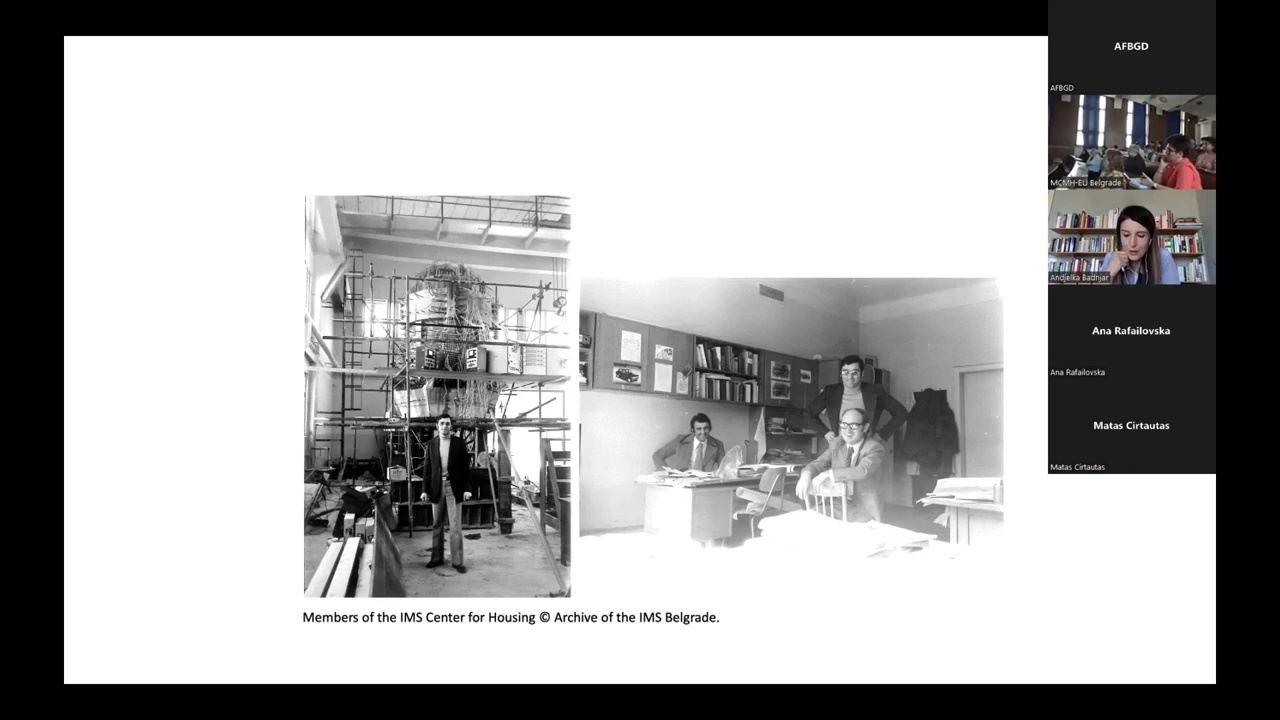 Members of the IMS Center for Housing © Archive of the IMS Belgrade.
AFBGD
AFBGD
MCMH-EU Belgrade
Andjelka Badnjar
Ana Rafailovska
Ana Rafailovska
Matas Cirtautas
Matas Cirtautas